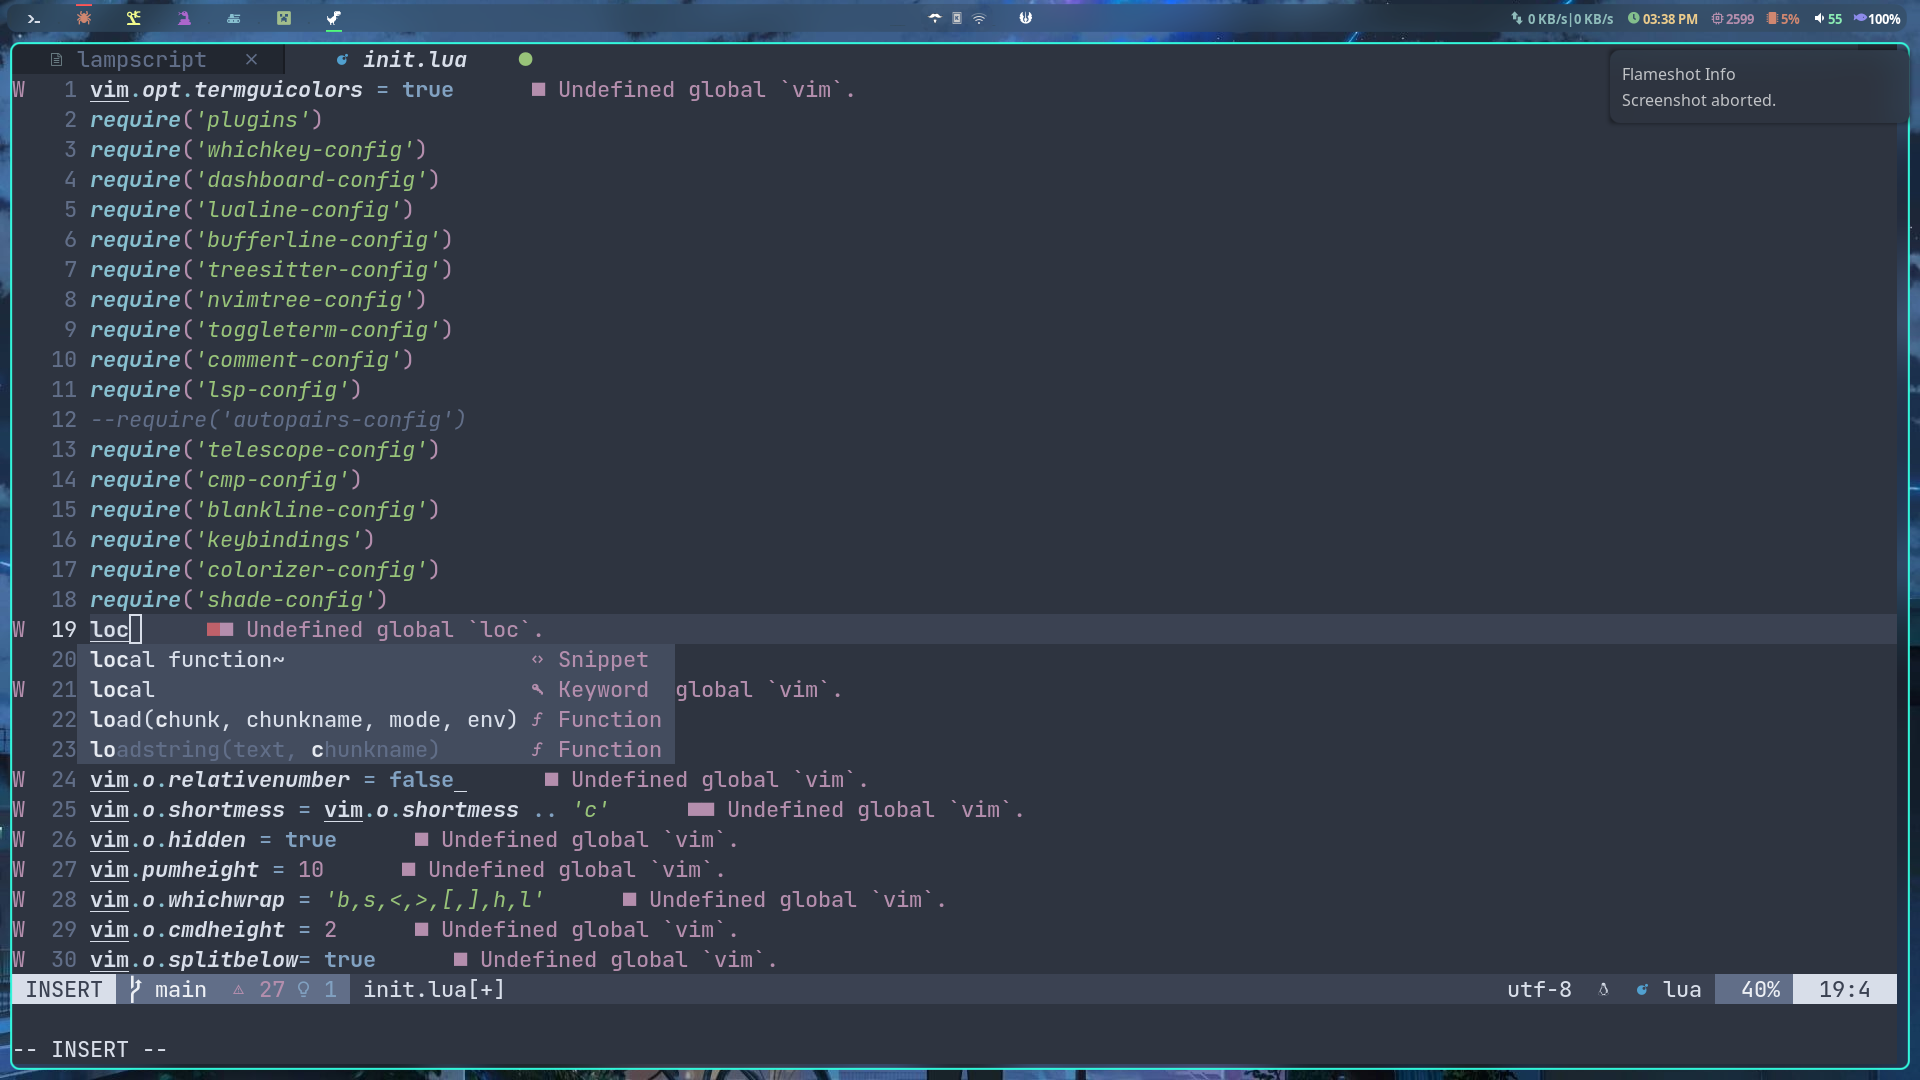 0 KB/s|0 KB/s 03:38 PM 2599 5% 55 100%
lampscript × init.lua
Flameshot Info
Screenshot aborted.
W 1 vim.opt.termguicolors = true ■ Undefined global `vim`.
2 require('plugins')
3 require('whichkey-config')
4 require('dashboard-config')
5 require('lualine-config')
6 require('bufferline-config')
7 require('treesitter-config')
8 require('nvimtree-config')
9 require('toggleterm-config')
10 require('comment-config')
11 require('lsp-config')
12 --require('autopairs-config')
13 require('telescope-config')
14 require('cmp-config')
15 require('blankline-config')
16 require('keybindings')
17 require('colorizer-config')
18 require('shade-config')
W 19 loc ■■ Undefined global `loc`.
20 local function~ Snippet
W 21 local Keyword global `vim`.
22 load(chunk, chunkname, mode, env) Function
23 loadstring(text, chunkname) Function
W 24 vim.o.relativenumber = false_ ■ Undefined global `vim`.
W 25 vim.o.shortmess = vim.o.shortmess .. 'c' ■■ Undefined global `vim`.
W 26 vim.o.hidden = true ■ Undefined global `vim`.
W 27 vim.pumheight = 10 ■ Undefined global `vim`.
W 28 vim.o.whichwrap = 'b,s,<,>,[,],h,l' ■ Undefined global `vim`.
W 29 vim.o.cmdheight = 2 ■ Undefined global `vim`.
W 30 vim.o.splitbelow= true ■ Undefined global `vim`.
INSERT main 27 1 init.lua[+] utf-8 lua 40% 19:4
-- INSERT --